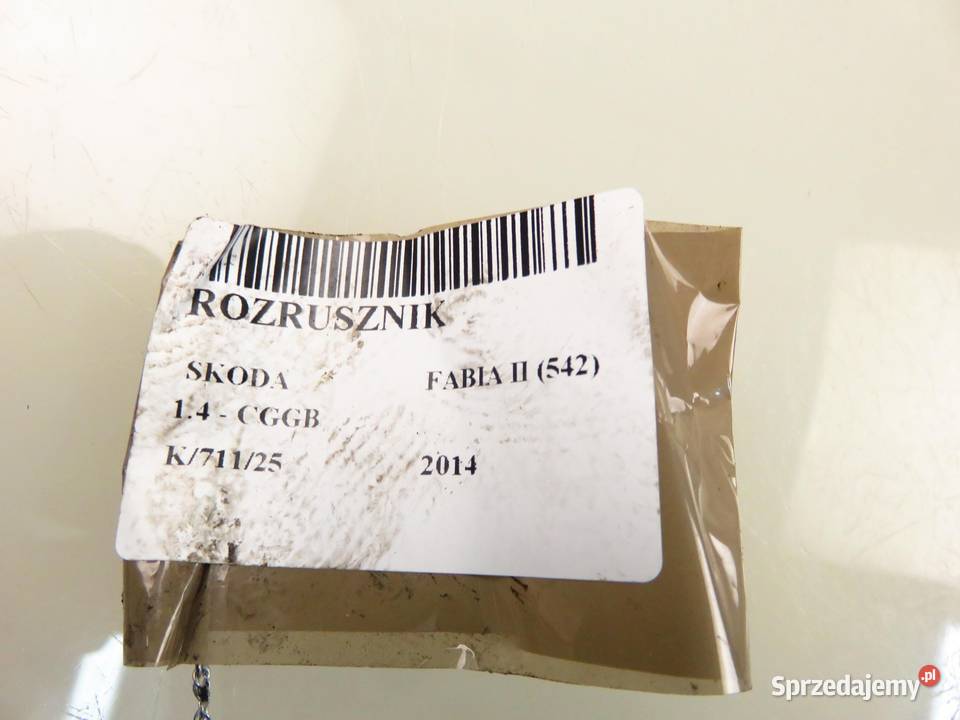 ROZRUSZNIK
SKODA FABIA II (542)
1.4 - CGGB
K/711/25 2014
Sprzedajemy.pl